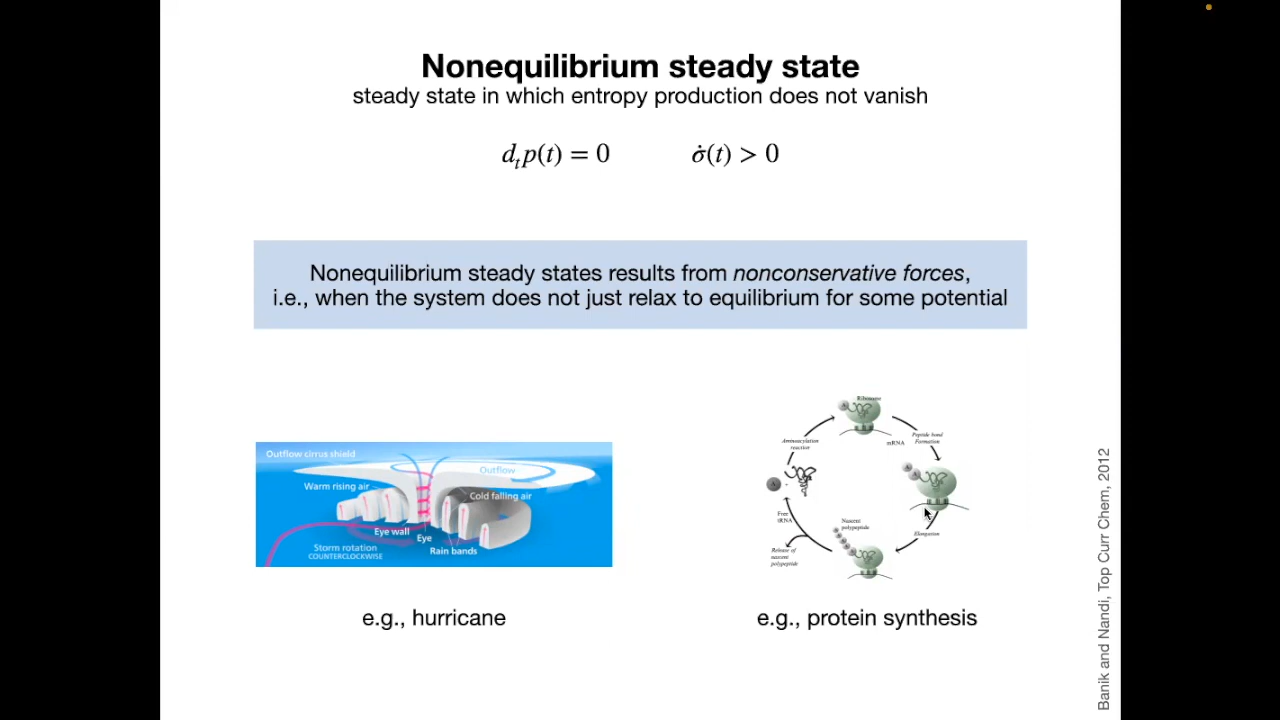 Nonequilibrium steady state
steady state in which entropy production does not vanish
dₜp(t) = 0
σ̇(t) > 0
Nonequilibrium steady states results from nonconservative forces,
i.e., when the system does not just relax to equilibrium for some potential
Outflow cirrus shield
Outflow
Warm rising air
Cold falling air
Eye wall
Eye
Rain bands
Storm rotation
COUNTERCLOCKWISE
Ribosome
A
Aminoacylation
reaction
mRNA
Peptide bond
Formation
A
Free
tRNA
Nascent
polypeptide
Elongation
Release of
nascent
polypeptide
e.g., hurricane
e.g., protein synthesis
Banik and Nandi, Top Curr Chem, 2012